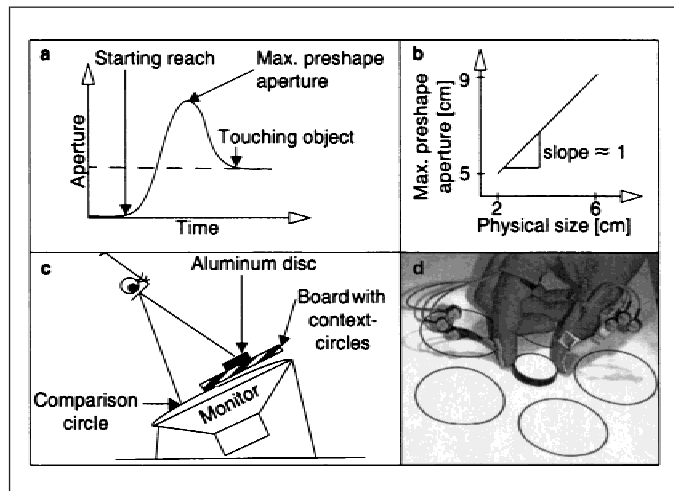 a
Starting reach
Max. preshape
aperture
Touching object
Aperture
Time
b
Max. preshape
aperture [cm]
9
5
slope ≈ 1
2
6
Physical size [cm]
c
Aluminum disc
Board with
context-
circles
Comparison
circle
Monitor
d